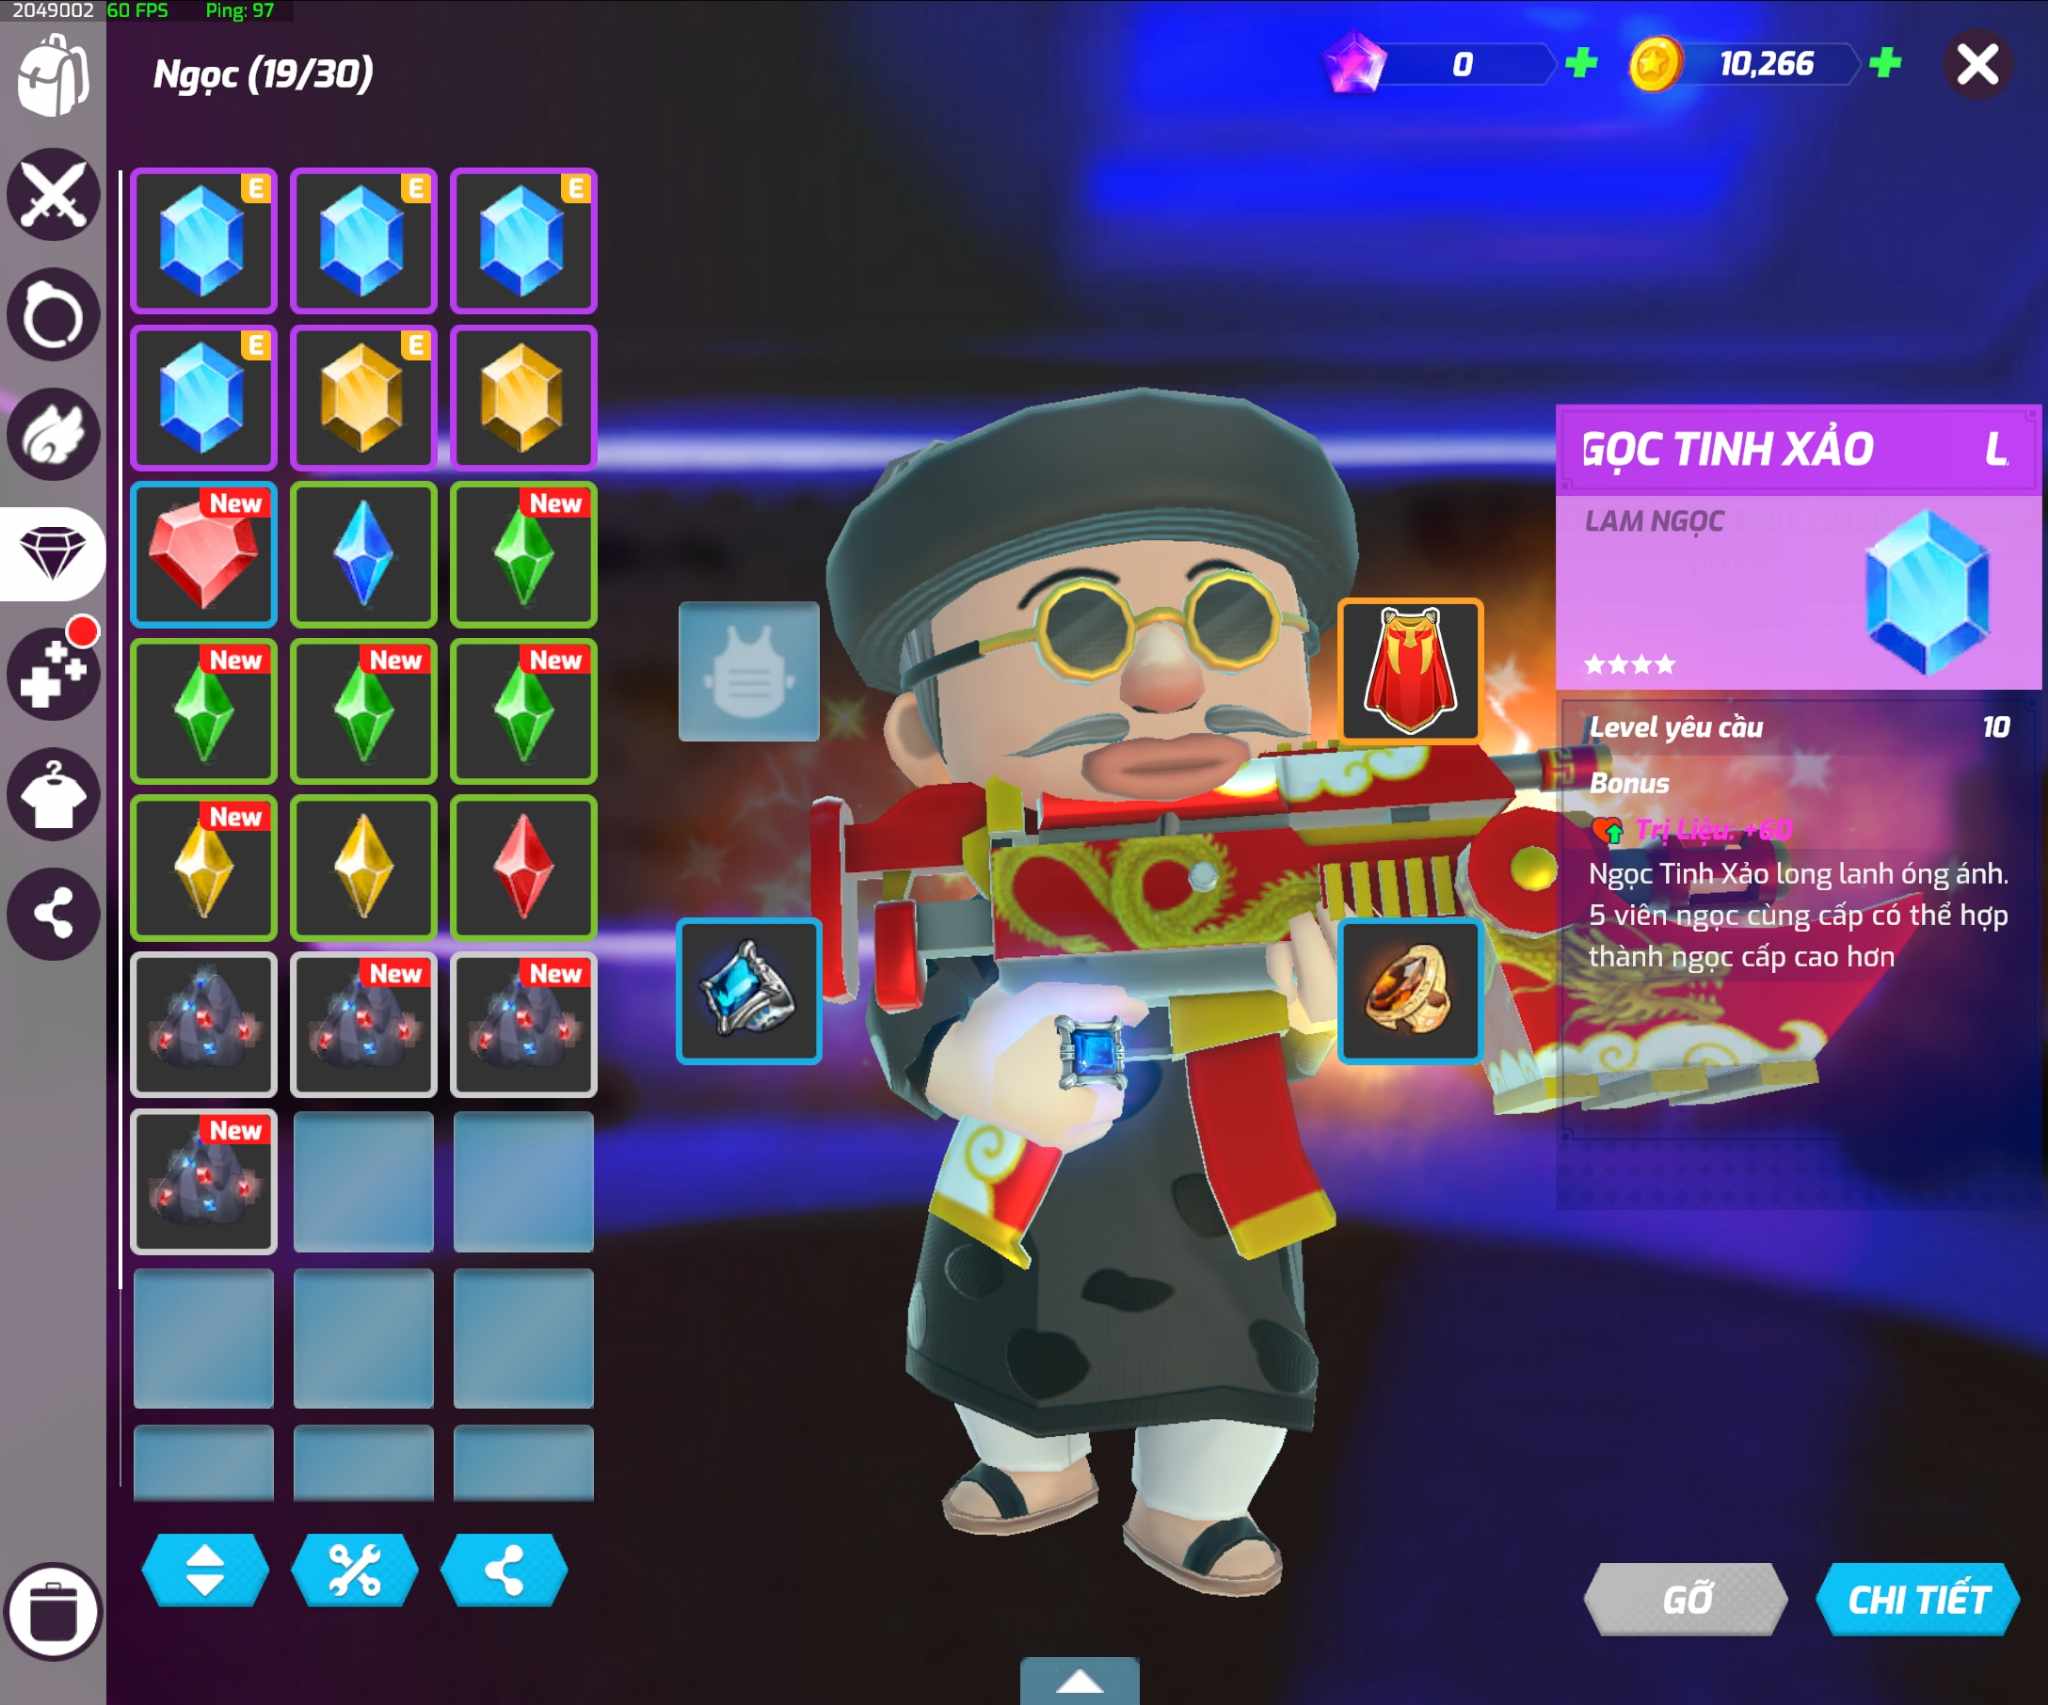 2049002 60 FPS Ping: 97
Ngọc (19/30)
0
10,266
E E E
E E
New New
New New New
New
New New
New
GỌC TINH XẢO L
LAM NGỌC
Level yêu cầu 10
Bonus
Trị Liệu: +60
Ngọc Tinh Xảo long lanh óng ánh.
5 viên ngọc cùng cấp có thể hợp
thành ngọc cấp cao hơn
GỠ
CHI TIẾT